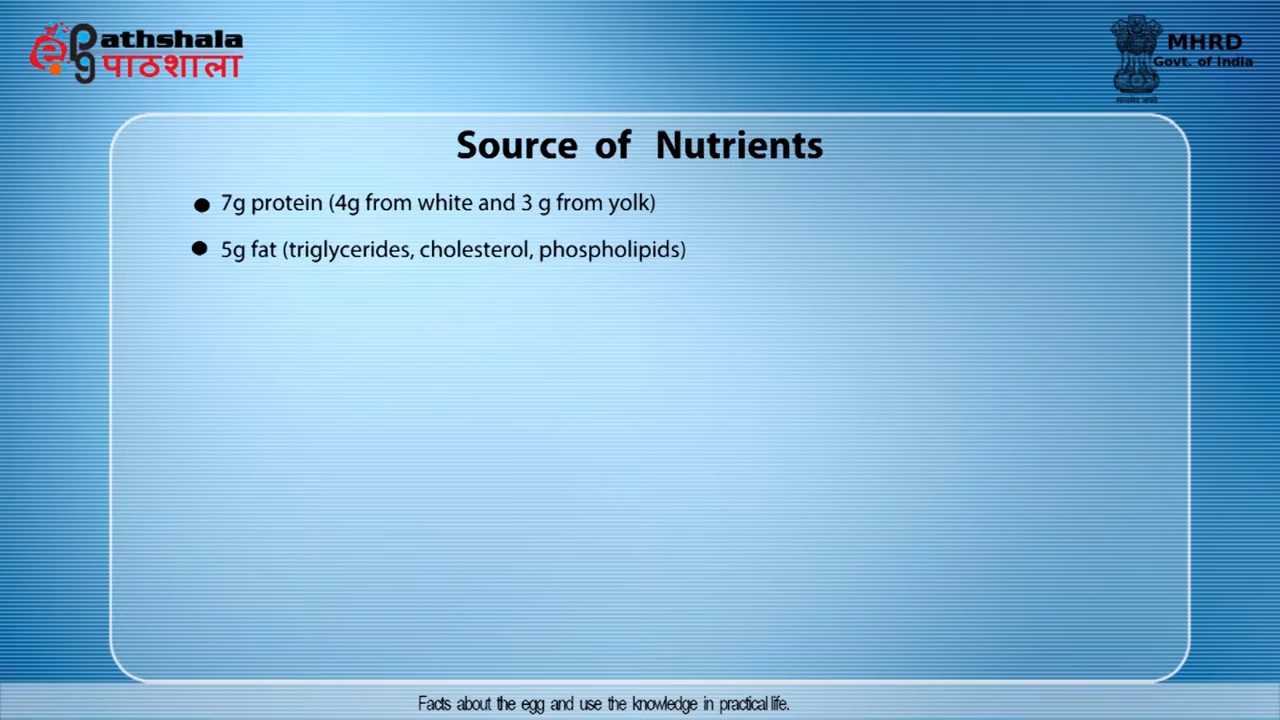 athshala
पाठशाला
MHRD
Govt. of India
Source of Nutrients
● 7g protein (4g from white and 3 g from yolk)
● 5g fat (triglycerides, cholesterol, phospholipids)
Facts about the egg and use the knowledge in practical life.